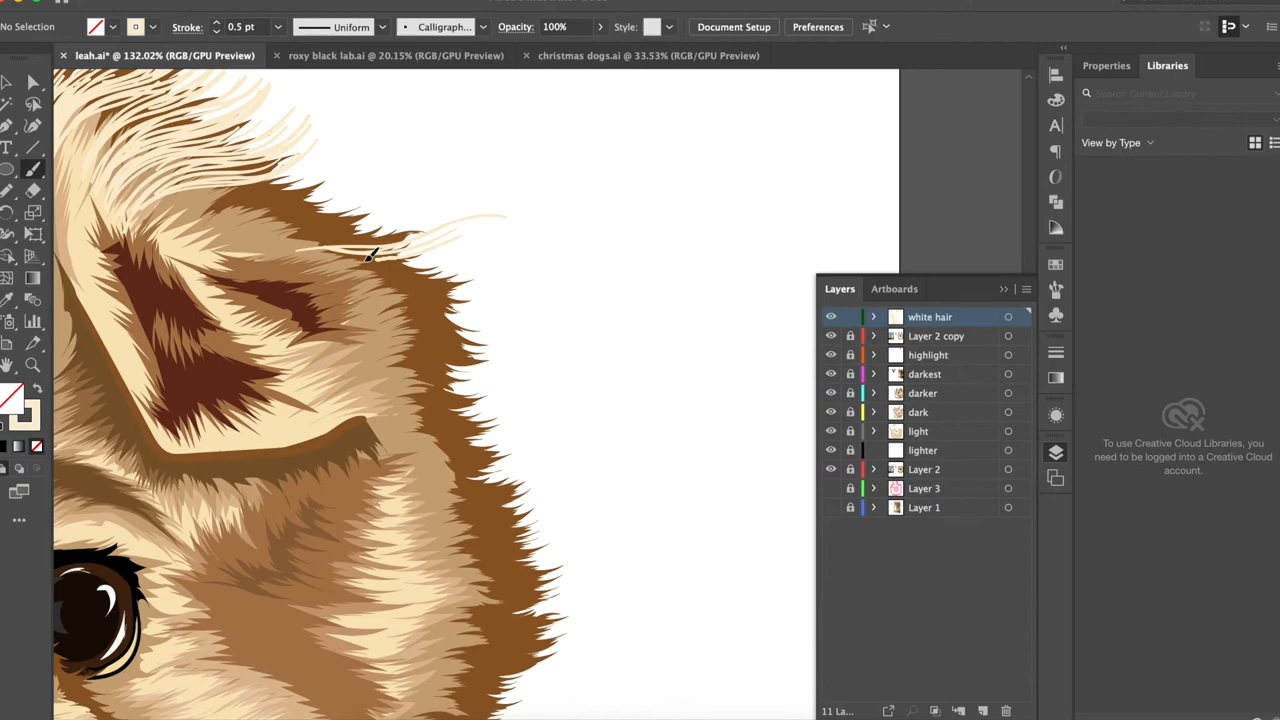 No Selection
Stroke: 0.5 pt
Uniform
Calligraph...
Opacity: 100%
Style:
Document Setup
Preferences
leah.ai* @ 132.02% (RGB/GPU Preview)
roxy black lab.ai @ 20.15% (RGB/GPU Preview)
christmas dogs.ai @ 33.53% (RGB/GPU Preview)
Properties
Libraries
Search Current Library
View by Type
Layers
Artboards
white hair
Layer 2 copy
highlight
darkest
darker
dark
light
lighter
Layer 2
Layer 3
Layer 1
11 La...
To use Creative Cloud Libraries, you
need to be logged into a Creative Cloud
account.